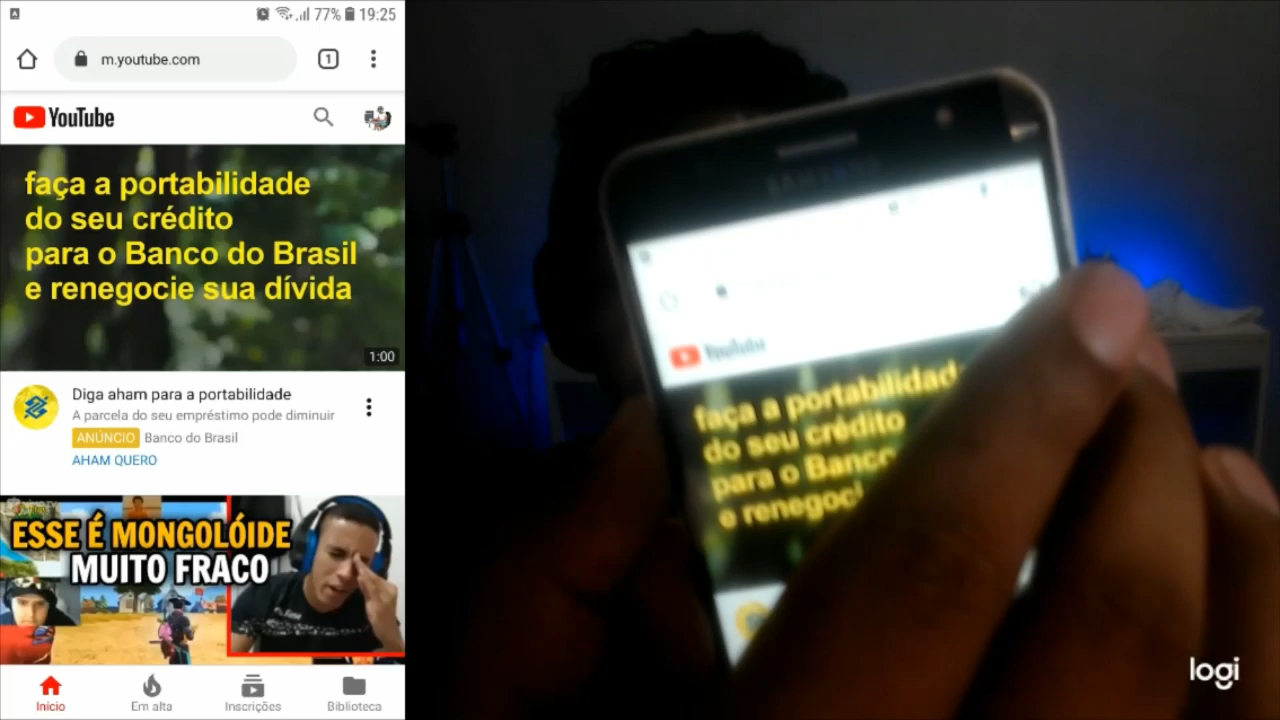 77% 19:25
m.youtube.com
1
YouTube
faça a portabilidade
do seu crédito
para o Banco do Brasil
e renegocie sua dívida
1:00
Diga aham para a portabilidade
A parcela do seu empréstimo pode diminuir
ANÚNCIO Banco do Brasil
AHAM QUERO
ESSE É MONGOLÓIDE
MUITO FRACO
Início
Em alta
Inscrições
Biblioteca
SAMSUNG
YouTube
faça a portabilidad
do seu crédito
para o Banco
e renegoci
logi